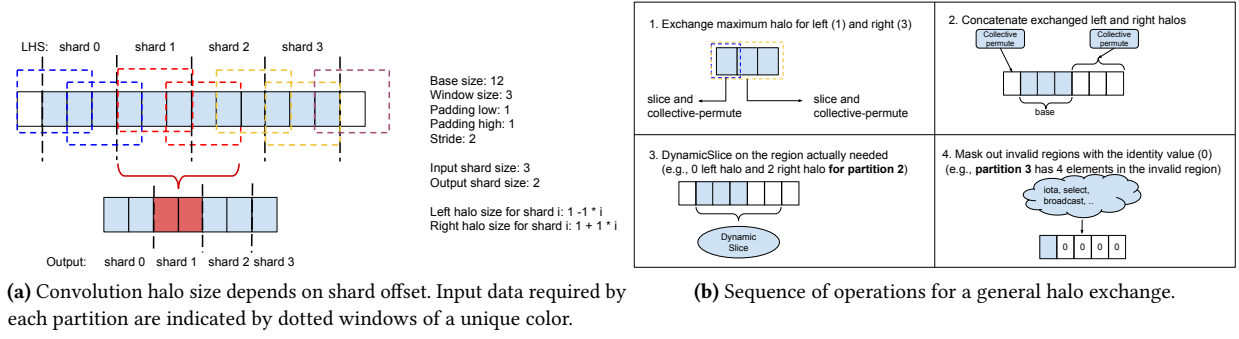 LHS: shard 0 shard 1 shard 2 shard 3
Base size: 12
Window size: 3
Padding low: 1
Padding high: 1
Stride: 2
Input shard size: 3
Output shard size: 2
Left halo size for shard i: 1 -1 * i
Right halo size for shard i: 1 + 1 * i
Output: shard 0 shard 1 shard 2 shard 3
(a) Convolution halo size depends on shard offset. Input data required by
each partition are indicated by dotted windows of a unique color.
1. Exchange maximum halo for left (1) and right (3)
slice and
collective-permute
slice and
collective-permute
2. Concatenate exchanged left and right halos
Collective
permute
Collective
permute
base
3. DynamicSlice on the region actually needed
(e.g., 0 left halo and 2 right halo for partition 2)
Dynamic
Slice
4. Mask out invalid regions with the identity value (0)
(e.g., partition 3 has 4 elements in the invalid region)
iota, select,
broadcast, ..
0 0 0 0
(b) Sequence of operations for a general halo exchange.